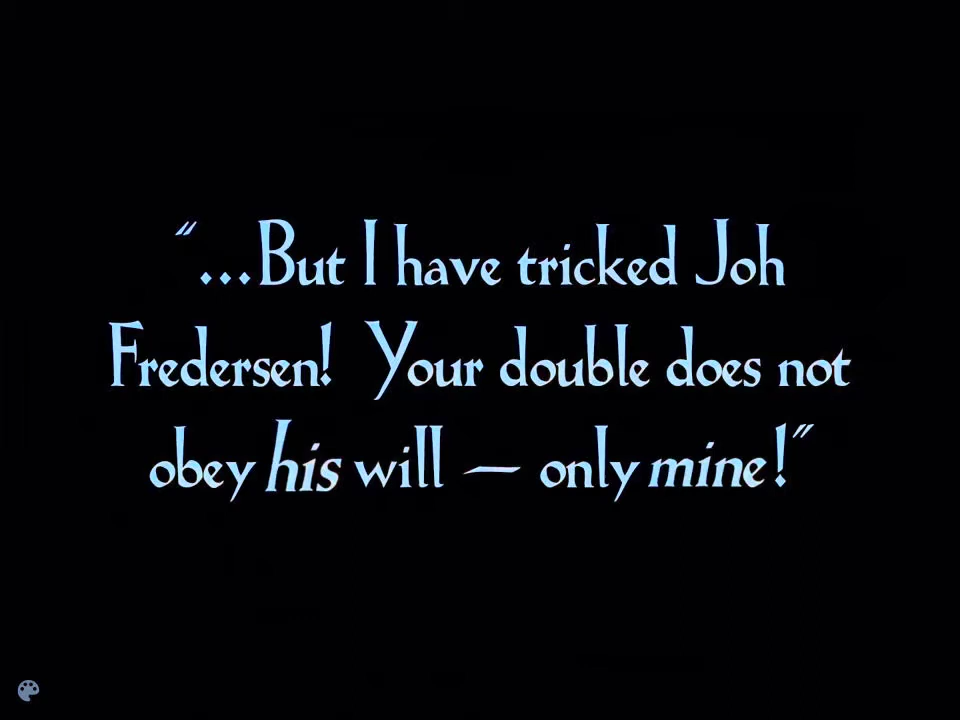 “...But I have tricked Joh
Fredersen! Your double does not
obey his will — only mine!”